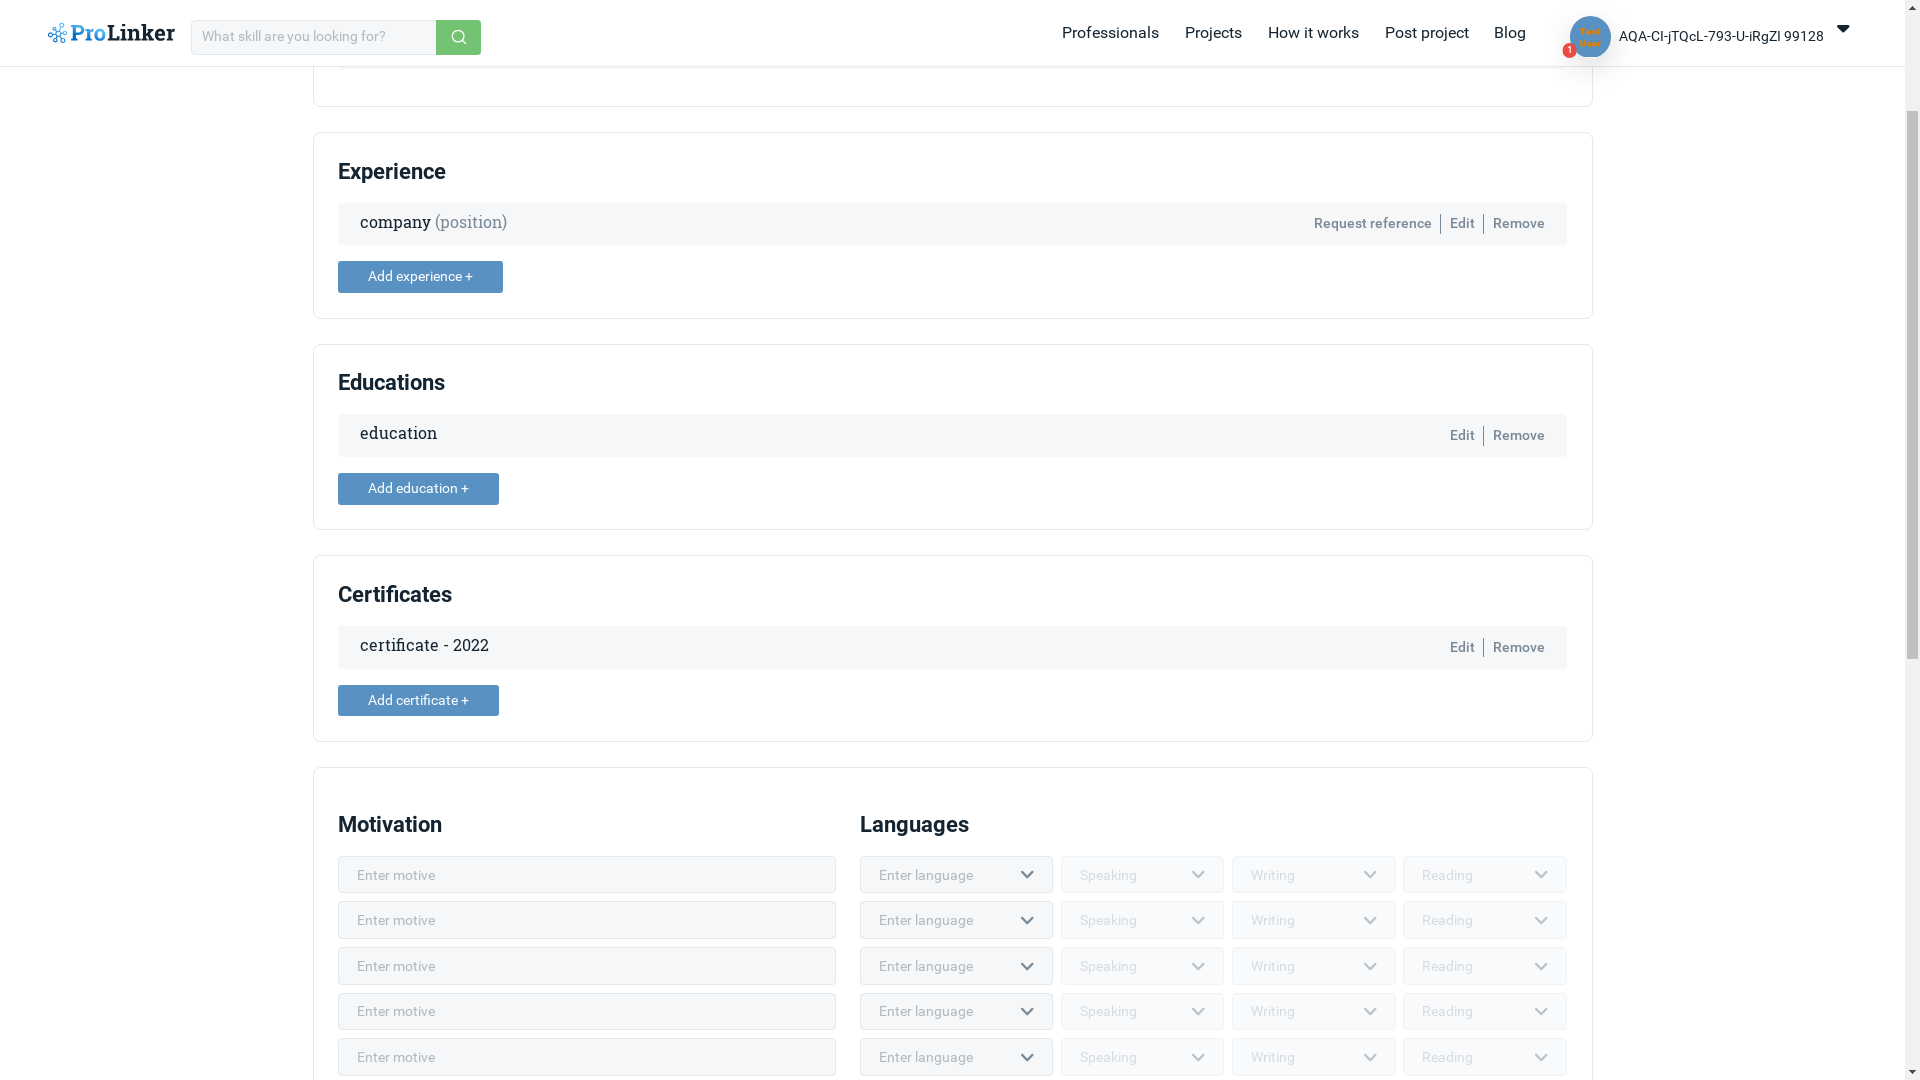 ProLinker
What skill are you looking for?
Professionals
Projects
How it works
Post project
Blog
Test
User
1
AQA-CI-jTQcL-793-U-iRgZI 99128
Experience
company (position)
Request reference
Edit
Remove
Add experience +
Educations
education
Edit
Remove
Add education +
Certificates
certificate - 2022
Edit
Remove
Add certificate +
Motivation
Languages
Enter motive
Enter language
Speaking
Writing
Reading
Enter motive
Enter language
Speaking
Writing
Reading
Enter motive
Enter language
Speaking
Writing
Reading
Enter motive
Enter language
Speaking
Writing
Reading
Enter motive
Enter language
Speaking
Writing
Reading